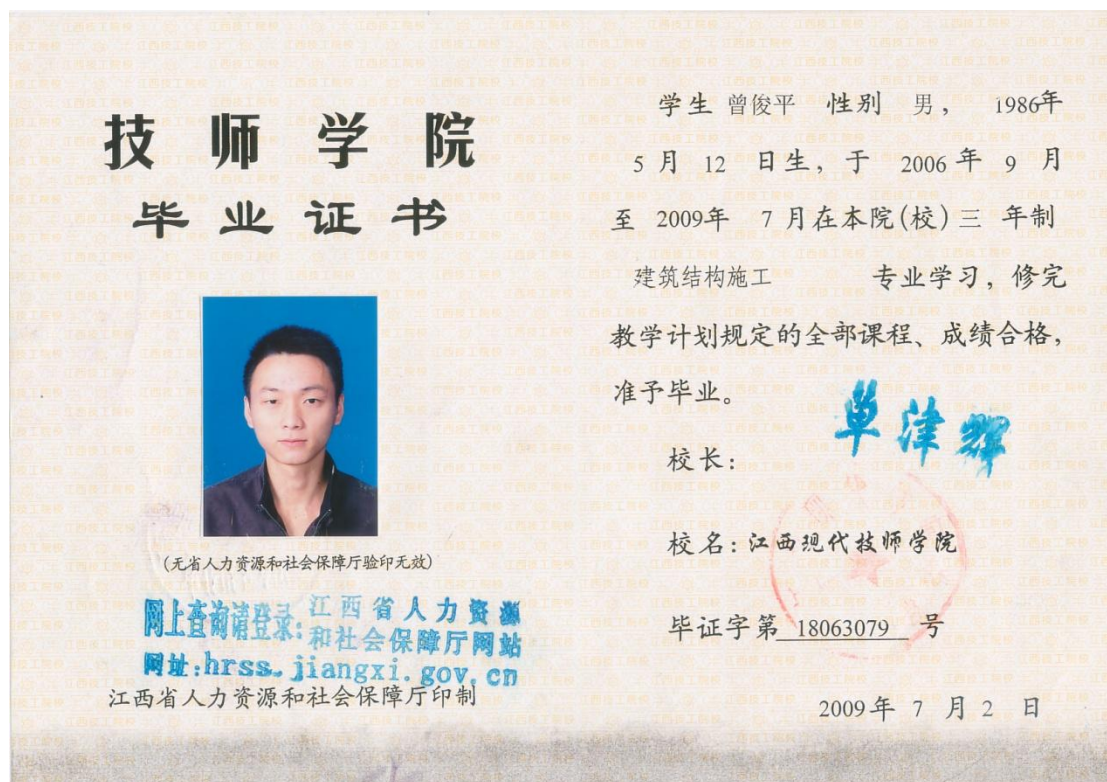 技师学院
毕业证书
(无省人力资源和社会保障厅验印无效)
网上查询请登录:江西省人力资源
和社会保障厅网站
网址:hrss.jiangxi.gov.cn
江西省人力资源和社会保障厅印制
学生 曾俊平 性别 男, 1986年
5 月 12 日生,于 2006 年 9 月
至 2009年 7 月在本院(校)三 年制
建筑结构施工 专业学习,修完
教学计划规定的全部课程、成绩合格,
准予毕业。
单津辉
校长:
校名:江西现代技师学院
毕证字第 18063079 号
2009 年 7 月 2 日